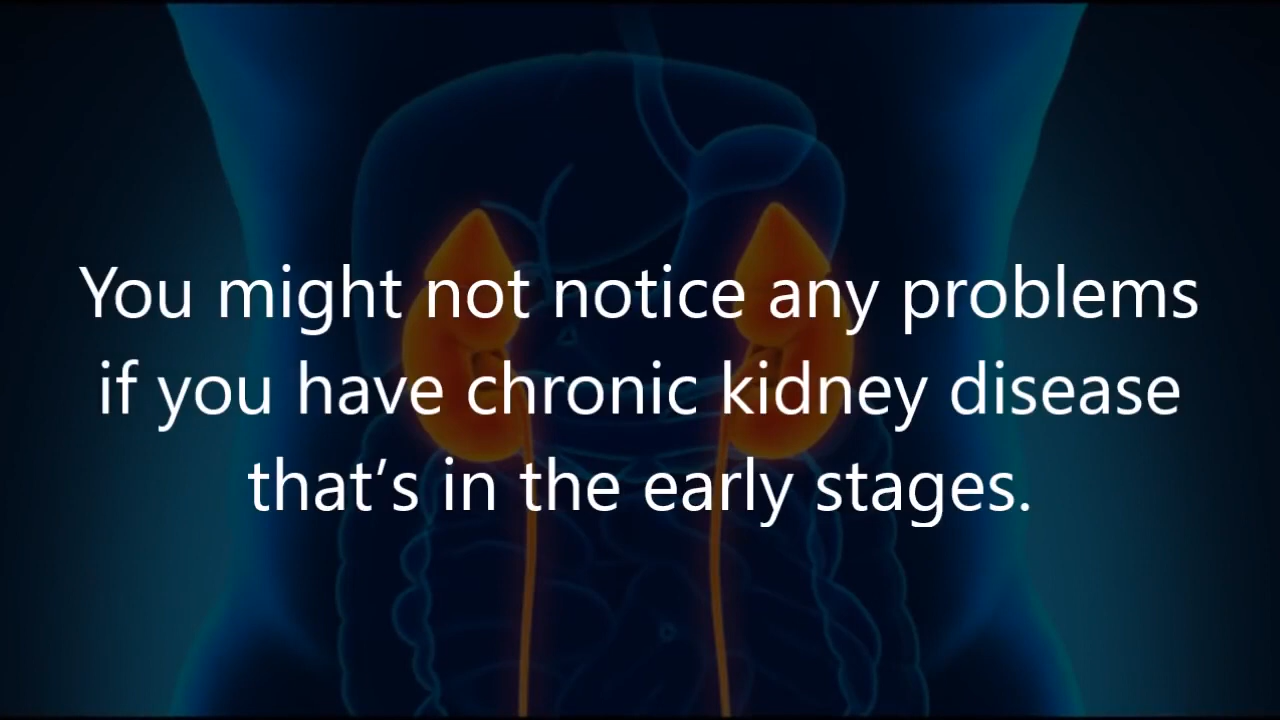 You might not notice any problems
if you have chronic kidney disease
that’s in the early stages.